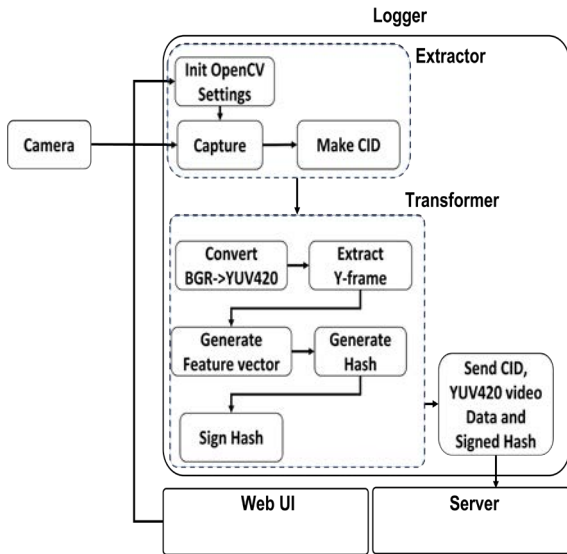 Logger
Extractor
Init OpenCV
Settings
Camera
Capture
Make CID
Transformer
Convert
BGR->YUV420
Extract
Y-frame
Generate
Feature vector
Generate
Hash
Send CID,
YUV420 video
Data and
Signed Hash
Sign Hash
Web UI
Server